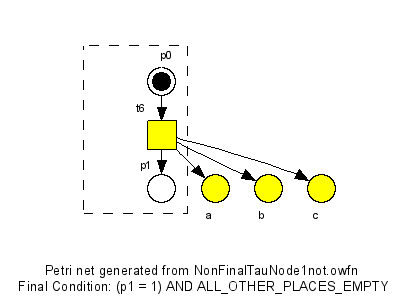 p0
t6
p1
a b c
Petri net generated from NonFinalTauNode1not.owfn
Final Condition: (p1 = 1) AND ALL_OTHER_PLACES_EMPTY